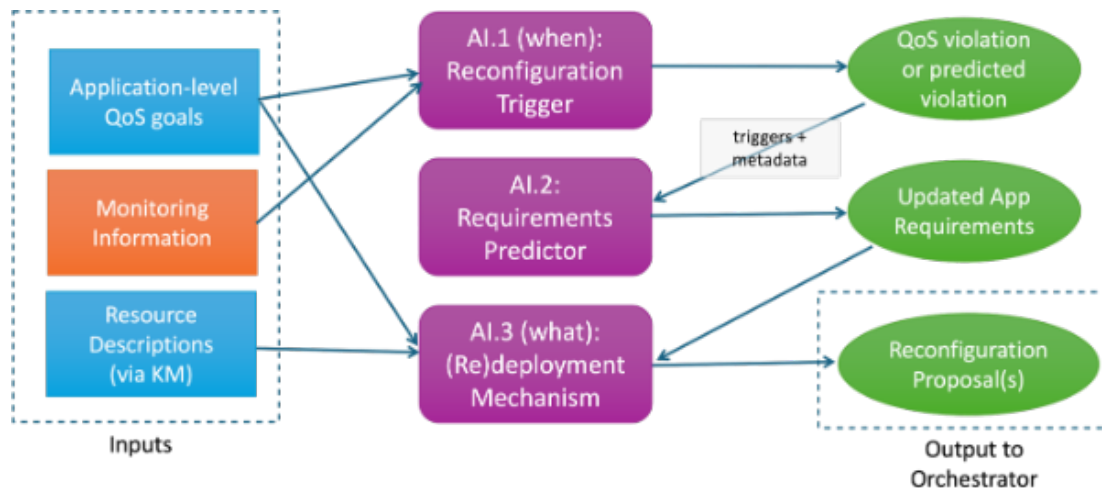 Application-level
QoS goals
Monitoring
Information
Resource
Descriptions
(via KM)
Inputs
AI.1 (when):
Reconfiguration
Trigger
AI.2:
Requirements
Predictor
AI.3 (what):
(Re)deployment
Mechanism
QoS violation
or predicted
violation
triggers +
metadata
Updated App
Requirements
Reconfiguration
Proposal(s)
Output to
Orchestrator